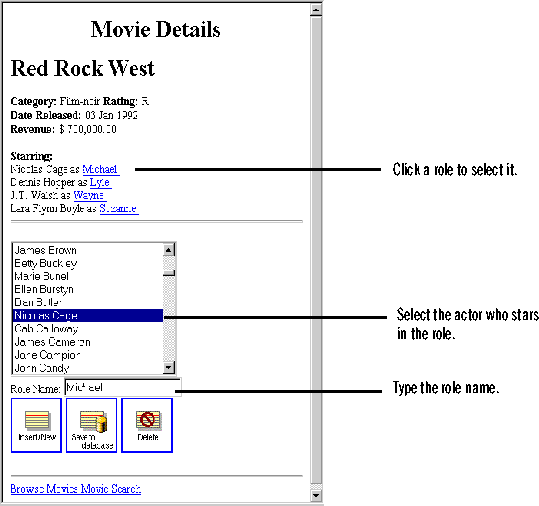 Movie Details
Red Rock West
Category: Film-noir Rating: R
Date Released: 03 Jan 1992
Revenue: $ 700,000.00
Starring:
Nicolas Cage as Michael
Click a role to select it.
Dennis Hopper as Lyle
J.T. Walsh as Wayne
Lara Flynn Boyle as Suzanne
James Brown
Betty Buckley
Marie Bunel
Ellen Burstyn
Dan Butler
Nicolas Cage
Select the actor who stars
in the role.
Cab Calloway
James Cameron
Jane Campion
John Candy
Role Name: Michael
Type the role name.
Insert/New
Save to
database
Delete
Browse Movies Movie Search